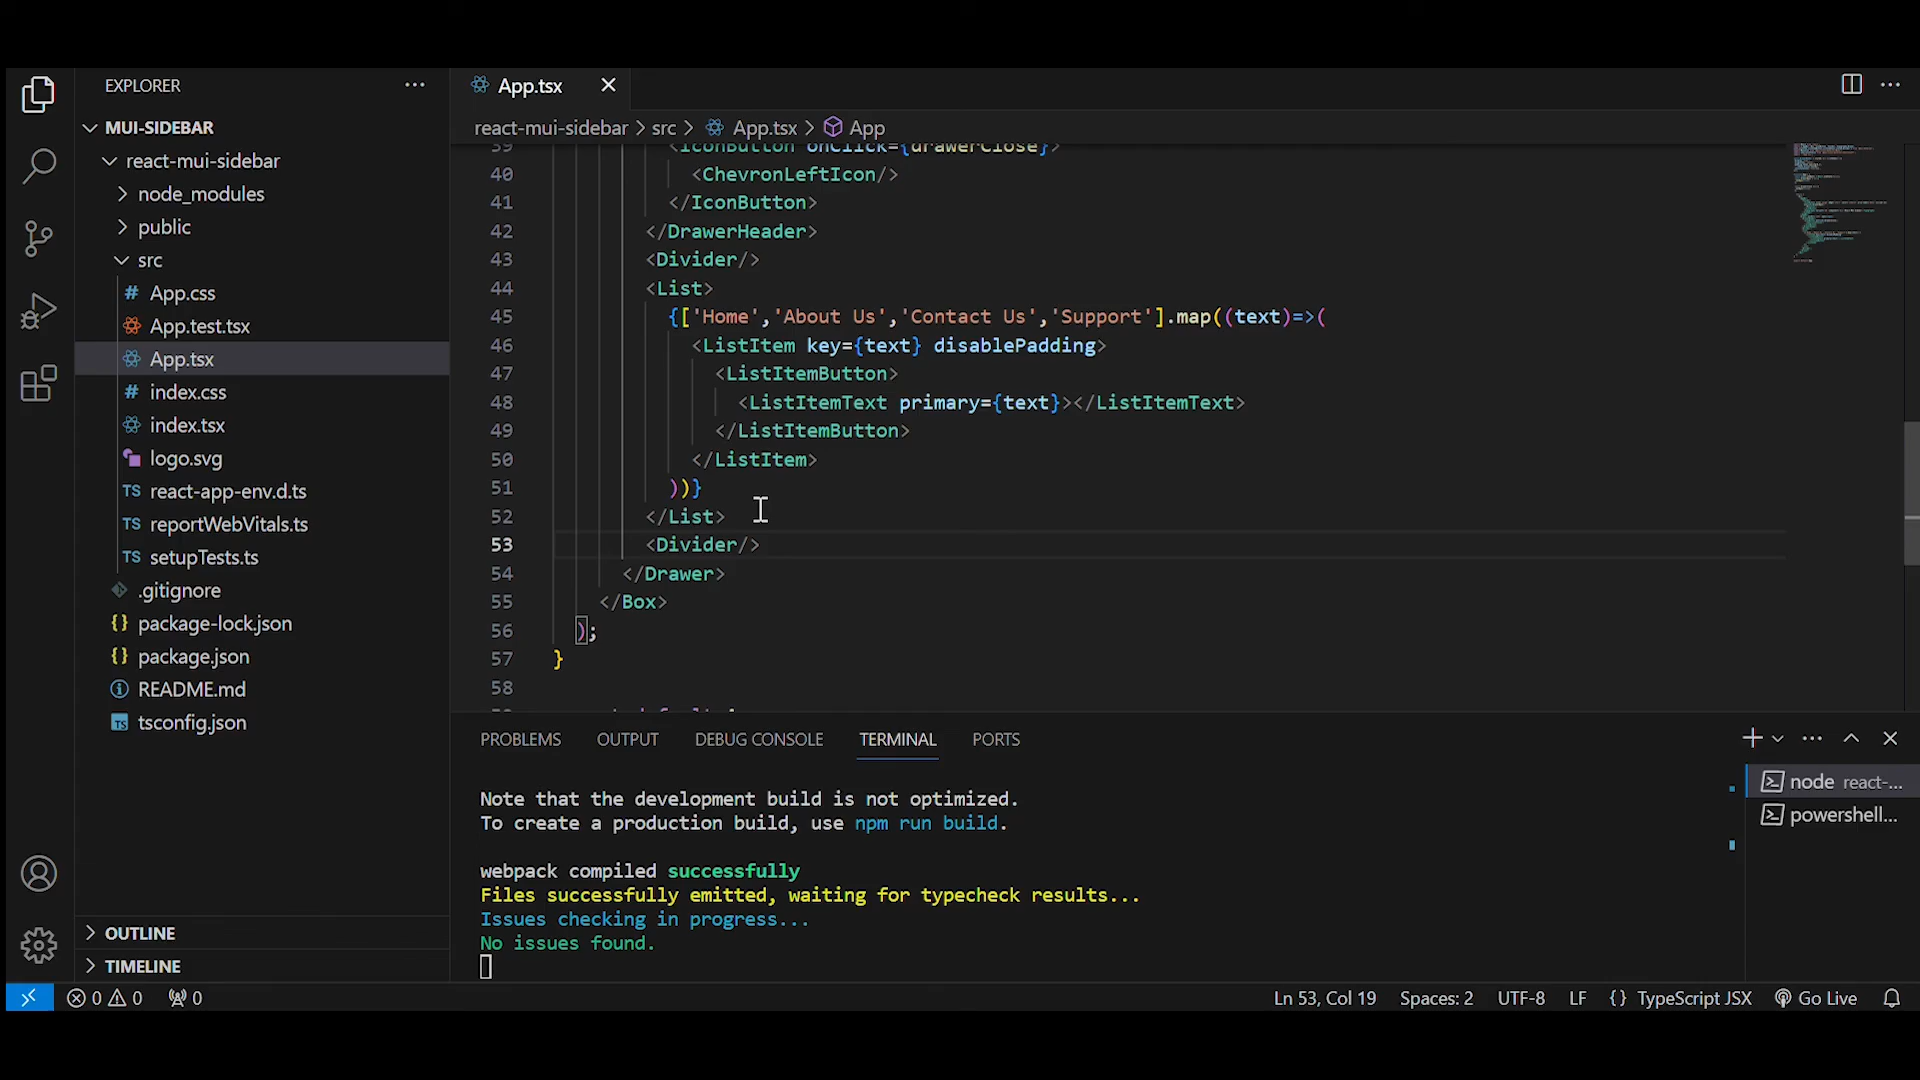 EXPLORER
MUI-SIDEBAR
react-mui-sidebar
node_modules
public
src
# App.css
App.test.tsx
App.tsx
# index.css
index.tsx
logo.svg
TS react-app-env.d.ts
TS reportWebVitals.ts
TS setupTests.ts
.gitignore
{} package-lock.json
{} package.json
README.md
TS tsconfig.json
OUTLINE
TIMELINE
App.tsx
react-mui-sidebar > src > App.tsx > App
39 <IconButton onClick={drawerClose}>
40 <ChevronLeftIcon/>
41 </IconButton>
42 </DrawerHeader>
43 <Divider/>
44 <List>
45 {['Home','About Us','Contact Us','Support'].map((text)=>(
46 <ListItem key={text} disablePadding>
47 <ListItemButton>
48 <ListItemText primary={text}></ListItemText>
49 </ListItemButton>
50 </ListItem>
51 ))}
52 </List>
53 <Divider/>
54 </Drawer>
55 </Box>
56 );
57 }
58
PROBLEMS OUTPUT DEBUG CONSOLE TERMINAL PORTS
Note that the development build is not optimized.
To create a production build, use npm run build.
webpack compiled successfully
Files successfully emitted, waiting for typecheck results...
Issues checking in progress...
No issues found.
node react-...
powershell...
0 0 0
Ln 53, Col 19 Spaces: 2 UTF-8 LF {} TypeScript JSX Go Live